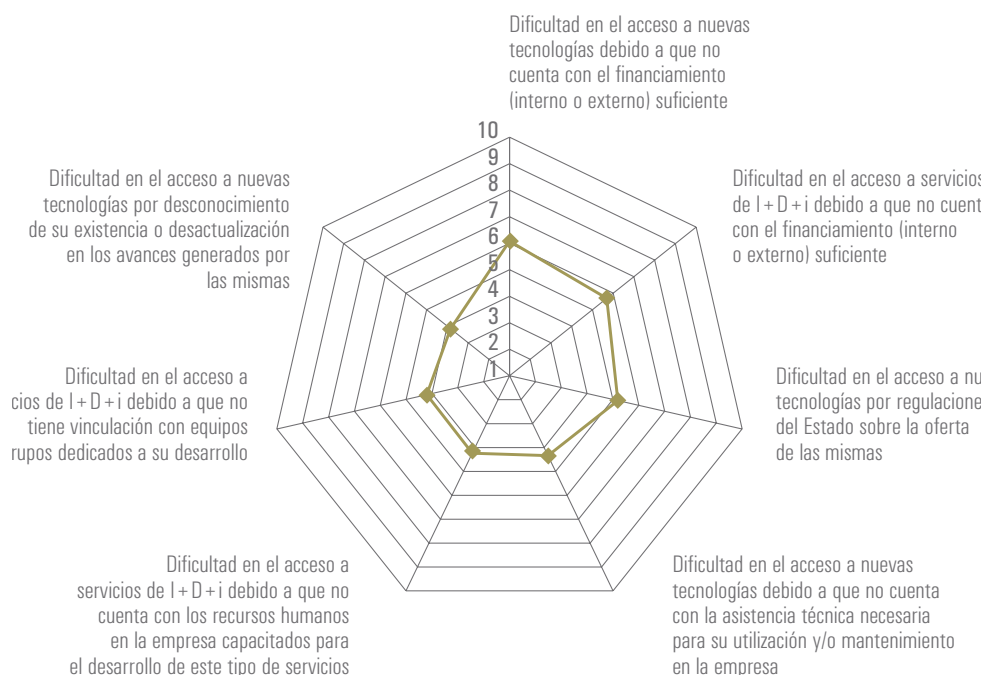 Dificultad en el acceso a nuevas
tecnologías debido a que no
cuenta con el financiamiento
(interno o externo) suficiente
10
9
8
7
6
5
4
3
2
1
Dificultad en el acceso a servicios
de I + D + i debido a que no cuent
con el financiamiento (interno
o externo) suficiente
Dificultad en el acceso a nu
tecnologías por regulacione
del Estado sobre la oferta
de las mismas
Dificultad en el acceso a nuevas
tecnologías debido a que no cuenta
con la asistencia técnica necesaria
para su utilización y/o mantenimiento
en la empresa
Dificultad en el acceso a
servicios de I + D + i debido a que no
cuenta con los recursos humanos
en la empresa capacitados para
el desarrollo de este tipo de servicios
Dificultad en el acceso a
cios de I + D + i debido a que no
tiene vinculación con equipos
rupos dedicados a su desarrollo
Dificultad en el acceso a nuevas
tecnologías por desconocimiento
de su existencia o desactualización
en los avances generados por
las mismas